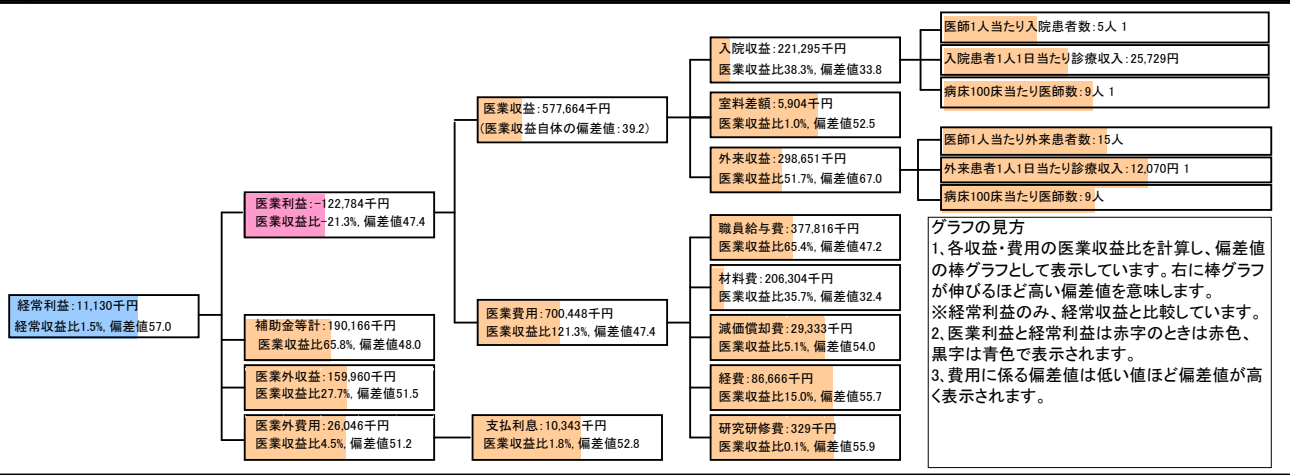 経常利益:11,130千円
経常収益比1.5%, 偏差値57.0
医業利益:-122,784千円
医業収益比-21.3%, 偏差値47.4
補助金等計:190,166千円
医業収益比65.8%, 偏差値48.0
医業外収益:159,960千円
医業収益比27.7%, 偏差値51.5
医業外費用:26,046千円
医業収益比4.5%, 偏差値51.2
支払利息:10,343千円
医業収益比1.8%, 偏差値52.8
医業収益:577,664千円
(医業収益自体の偏差値:39.2)
医業費用:700,448千円
医業収益比121.3%, 偏差値47.4
入院収益:221,295千円
医業収益比38.3%, 偏差値33.8
室料差額:5,904千円
医業収益比1.0%, 偏差値52.5
外来収益:298,651千円
医業収益比51.7%, 偏差値67.0
職員給与費:377,816千円
医業収益比65.4%, 偏差値47.2
材料費:206,304千円
医業収益比35.7%, 偏差値32.4
減価償却費:29,333千円
医業収益比5.1%, 偏差値54.0
経費:86,666千円
医業収益比15.0%, 偏差値55.7
研究研修費:329千円
医業収益比0.1%, 偏差値55.9
医師1人当たり入院患者数:5人 1
入院患者1人1日当たり診療収入:25,729円
病床100床当たり医師数:9人 1
医師1人当たり外来患者数:15人
外来患者1人1日当たり診療収入:12,070円 1
病床100床当たり医師数:9人
グラフの見方
1、各収益・費用の医業収益比を計算し、偏差値
の棒グラフとして表示しています。右に棒グラフ
が伸びるほど高い偏差値を意味します。
※経常利益のみ、経常収益と比較しています。
2、医業利益と経常利益は赤字のときは赤色、
黒字は青色で表示されます。
3、費用に係る偏差値は低い値ほど偏差値が高
く表示されます。